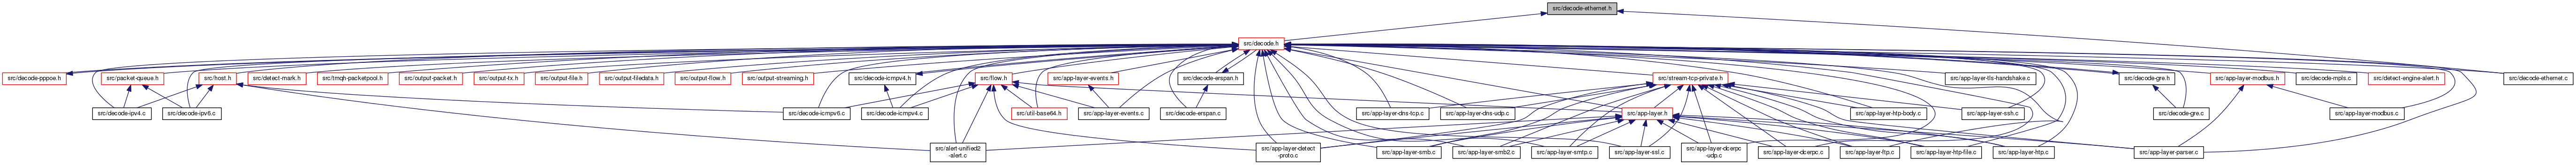 src/decode-ethernet.h
src/decode.h
src/decode-pppoe.h
src/packet-queue.h
src/host.h
src/detect-mark.h
src/tmqh-packetpool.h
src/output-packet.h
src/output-tx.h
src/output-file.h
src/output-filedata.h
src/output-flow.h
src/output-streaming.h
src/decode-icmpv4.h
src/flow.h
src/app-layer-events.h
src/decode-erspan.h
src/stream-tcp-private.h
src/app-layer-tls-handshake.c
src/decode-gre.h
src/app-layer-modbus.h
src/decode-mpls.c
src/detect-engine-alert.h
src/decode-ethernet.c
src/decode-ipv4.c
src/decode-ipv6.c
src/decode-icmpv6.c
src/decode-icmpv4.c
src/util-base64.h
src/app-layer-events.c
src/decode-erspan.c
src/app-layer-dns-tcp.c
src/app-layer-dns-udp.c
src/app-layer.h
src/app-layer-htp-body.c
src/app-layer-ssh.c
src/decode-gre.c
src/app-layer-modbus.c
src/alert-unified2
-alert.c
src/app-layer-detect
-proto.c
src/app-layer-smb.c
src/app-layer-smb2.c
src/app-layer-smtp.c
src/app-layer-ssl.c
src/app-layer-dcerpc
-udp.c
src/app-layer-dcerpc.c
src/app-layer-ftp.c
src/app-layer-htp-file.c
src/app-layer-htp.c
src/app-layer-parser.c